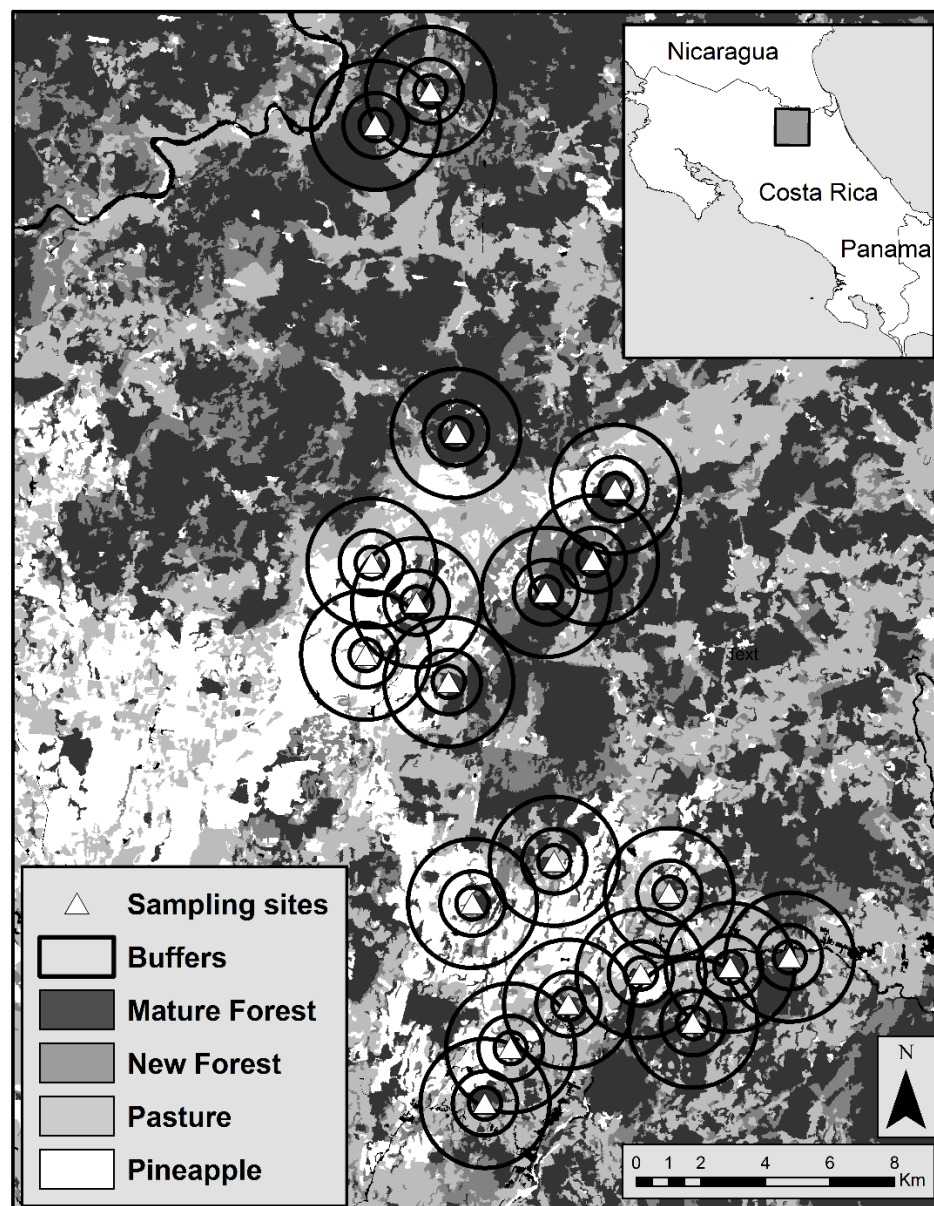 Nicaragua
Costa Rica
Panama
Text
Sampling sites
Buffers
Mature Forest
New Forest
Pasture
Pineapple
N
0 1 2 4 6 8
Km